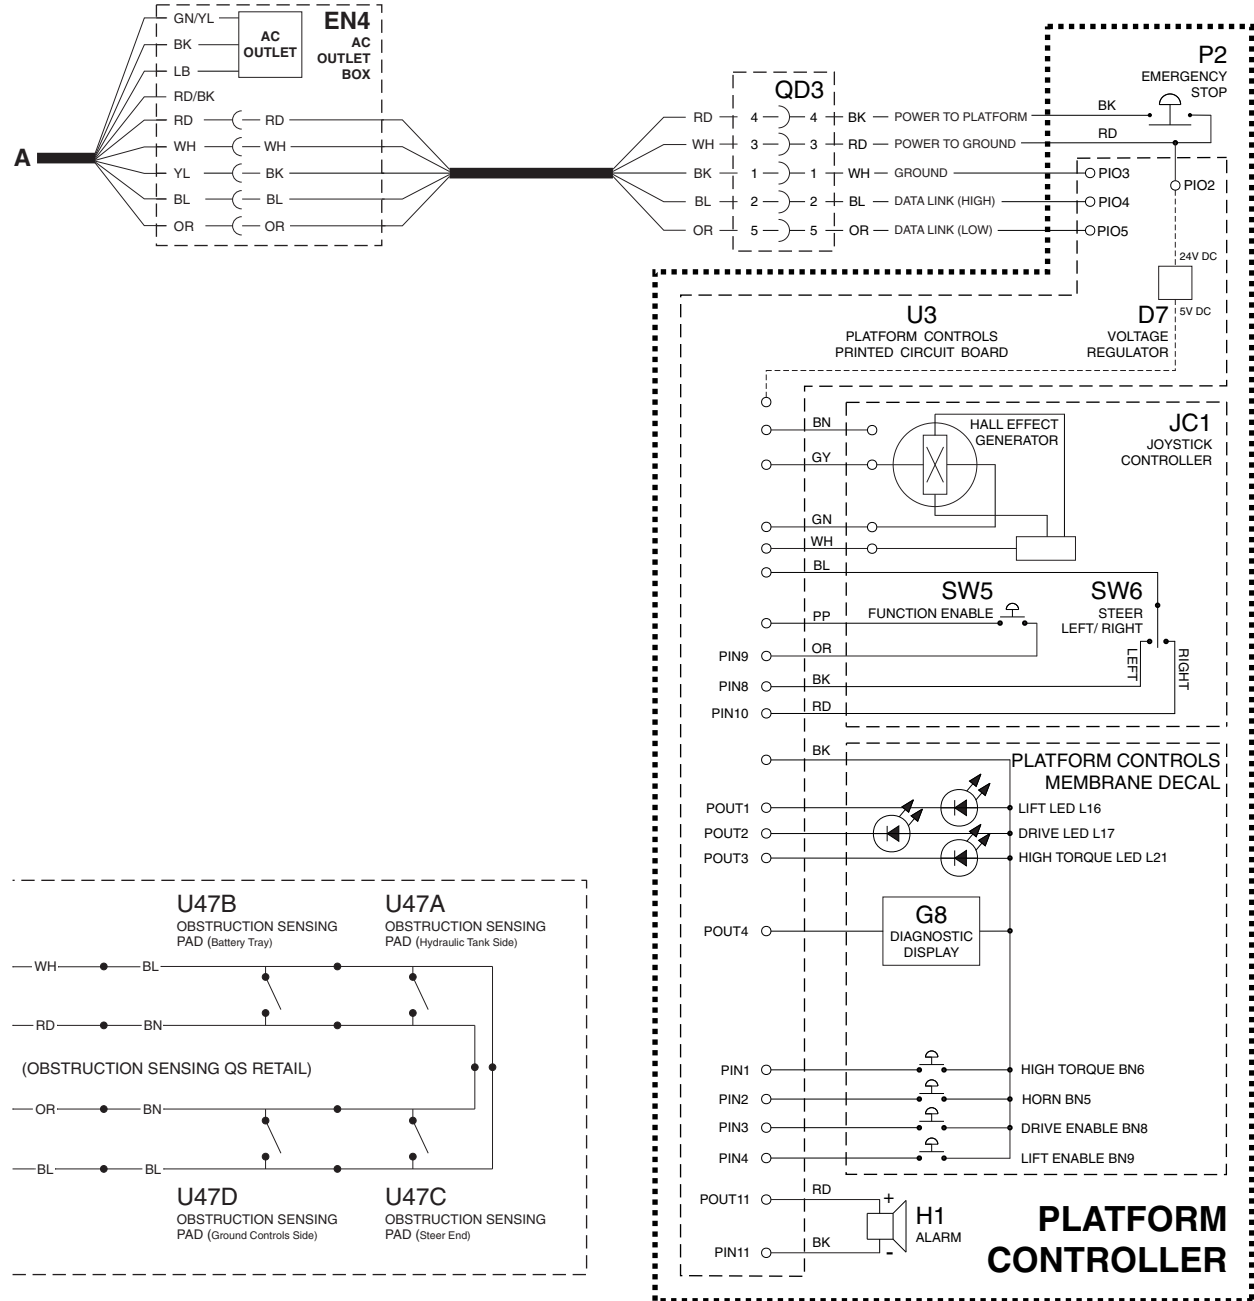 GN/YL
EN4
AC
OUTLET
AC
OUTLET
BOX
BK
LB
RD/BK
RD RD
WH WH
YL BK
BL BL
OR OR
A
QD3
RD 4 4 BK POWER TO PLATFORM
WH 3 3 RD POWER TO GROUND
BK 1 1 WH GROUND
BL 2 2 BL DATA LINK (HIGH)
OR 5 5 OR DATA LINK (LOW)
P2
EMERGENCY
STOP
BK
RD
PIO3
PIO2
PIO4
PIO5
24V DC
5V DC
D7
VOLTAGE
REGULATOR
U3
PLATFORM CONTROLS
PRINTED CIRCUIT BOARD
BN
HALL EFFECT
GENERATOR
JC1
JOYSTICK
CONTROLLER
GY
GN
WH
BL
SW5
FUNCTION ENABLE
SW6
STEER
LEFT/ RIGHT
LEFT
RIGHT
PP
PIN9 OR
PIN8 BK
PIN10 RD
BK
PLATFORM CONTROLS
MEMBRANE DECAL
POUT1 LIFT LED L16
POUT2 DRIVE LED L17
POUT3 HIGH TORQUE LED L21
POUT4
G8
DIAGNOSTIC
DISPLAY
PIN1 HIGH TORQUE BN6
PIN2 HORN BN5
PIN3 DRIVE ENABLE BN8
PIN4 LIFT ENABLE BN9
POUT11 RD +
H1
ALARM
PIN11 BK -
PLATFORM
CONTROLLER
U47B
OBSTRUCTION SENSING
PAD (Battery Tray)
U47A
OBSTRUCTION SENSING
PAD (Hydraulic Tank Side)
WH BL
RD BN
(OBSTRUCTION SENSING QS RETAIL)
OR BN
BL BL
U47D
OBSTRUCTION SENSING
PAD (Ground Controls Side)
U47C
OBSTRUCTION SENSING
PAD (Steer End)